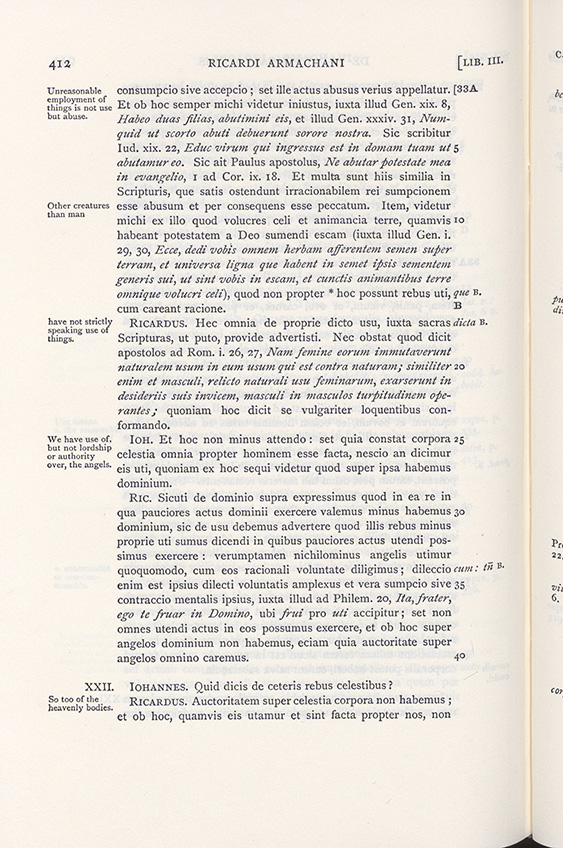 412 RICARDI ARMACHANI [LIB. III.
Unreasonable
employment of
things is not use
but abuse.
consumpcio sive accepcio ; set ille actus abusus verius appellatur. [33A
Et ob hoc semper michi videtur iniustus, iuxta illud Gen. xix. 8,
Habeo duas filias, abutimini eis, et illud Gen. xxxiv. 31, Num-
quid ut scorto abuti debuerunt sorore nostra. Sic scribitur
Iud. xix. 22, Educ virum qui ingressus est in domam tuam ut 5
abutamur eo. Sic ait Paulus apostolus, Ne abutar potestate mea
in evangelio, 1 ad Cor. ix. 18. Et multa sunt hiis similia in
Scripturis, que satis ostendunt irracionabilem rei sumpcionem
Other creatures
than man
esse abusum et per consequens esse peccatum. Item, videtur
michi ex illo quod volucres celi et animancia terre, quamvis 10
habeant potestatem a Deo sumendi escam (iuxta illud Gen. i.
29, 30, Ecce, dedi vobis omnem herbam afferentem semen super
terram, et universa ligna que habent in semet ipsis sementem
generis sui, ut sint vobis in escam, et cunctis animantibus terre
omnique volucri celi), quod non propter * hoc possunt rebus uti, que B.
cum careant racione. B
have not strictly
speaking use of
things.
RICARDUS. Hec omnia de proprie dicto usu, iuxta sacras dicta B.
Scripturas, ut puto, provide advertisti. Nec obstat quod dicit
apostolos ad Rom. i. 26, 27, Nam femine eorum immutaverunt
naturalem usum in eum usum qui est contra naturam; similiter 20
enim et masculi, relicto naturali usu feminarum, exarserunt in
desideriis suis invicem, masculi in masculos turpitudinem ope-
rantes ; quoniam hoc dicit se vulgariter loquentibus con-
formando.
We have use of,
but not lordship
or authority
over, the angels.
IOH. Et hoc non minus attendo : set quia constat corpora 25
celestia omnia propter hominem esse facta, nescio an dicimur
eis uti, quoniam ex hoc sequi videtur quod super ipsa habemus
dominium.
RIC. Sicuti de dominio supra expressimus quod in ea re in
qua pauciores actus dominii exercere valemus minus habemus 30
dominium, sic de usu debemus advertere quod illis rebus minus
proprie uti sumus dicendi in quibus pauciores actus utendi pos-
simus exercere : verumptamen nichilominus angelis utimur
quoquomodo, cum eos racionali voluntate diligimus ; dileccio cum : tñ B.
enim est ipsius dilecti voluntatis amplexus et vera sumpcio sive 35
contraccio mentalis ipsius, iuxta illud ad Philem. 20, Ita, frater,
ego te fruar in Domino, ubi frui pro uti accipitur ; set non
omnes utendi actus in eos possumus exercere, et ob hoc super
angelos dominium non habemus, eciam quia auctoritate super
angelos omnino caremus. 40
XXII. IOHANNES. Quid dicis de ceteris rebus celestibus ?
So too of the
heavenly bodies.
RICARDUS. Auctoritatem super celestia corpora non habemus ;
et ob hoc, quamvis eis utamur et sint facta propter nos, non